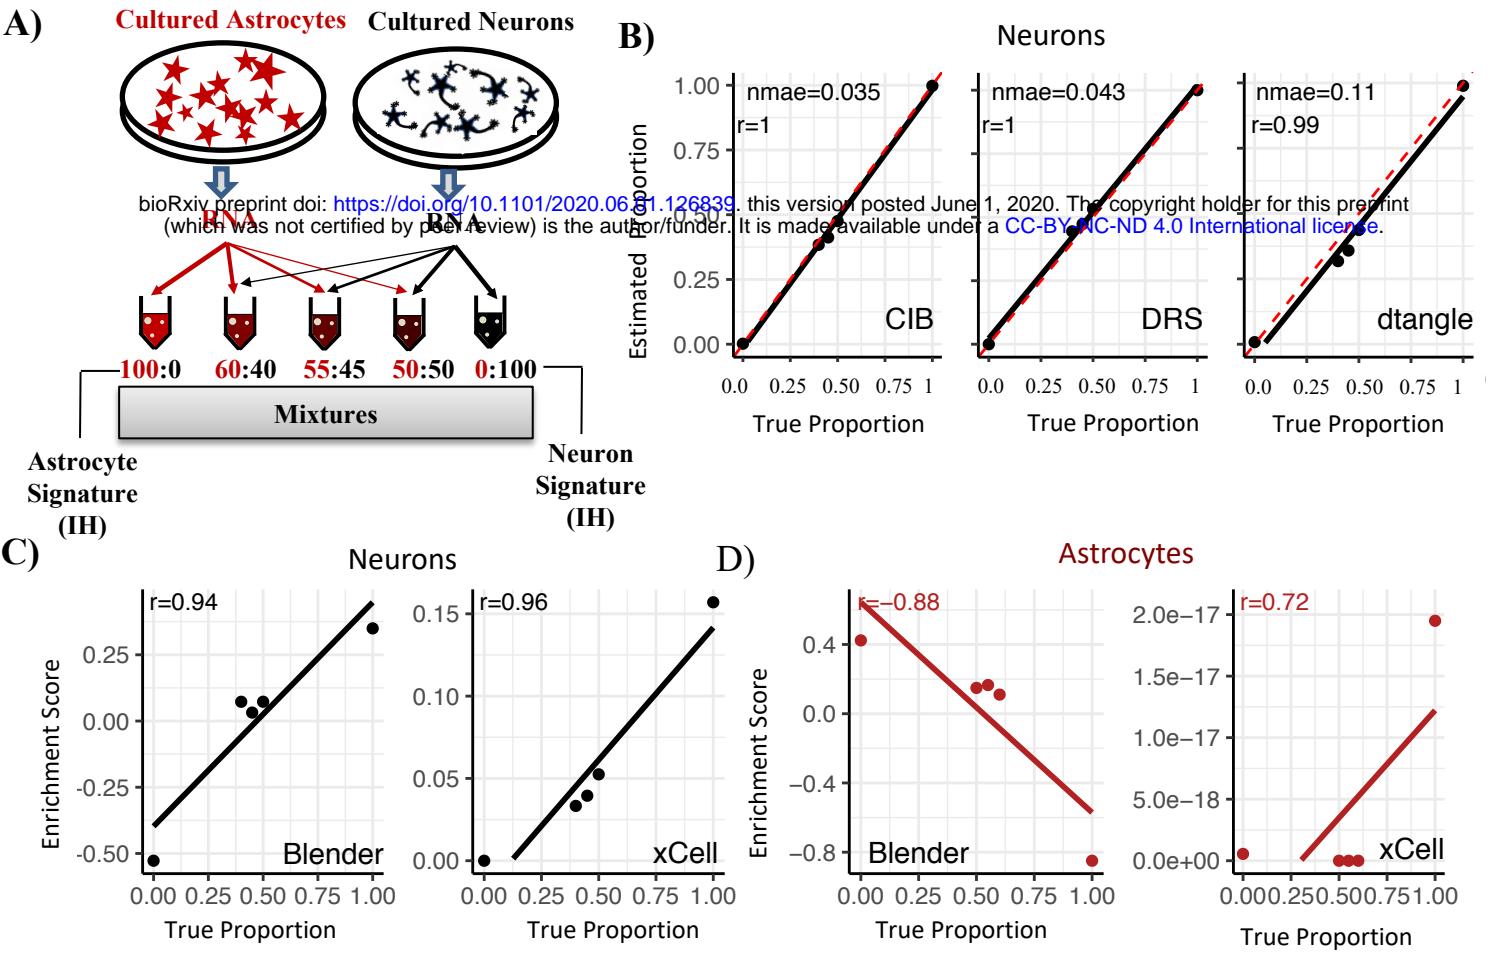 A)
Cultured Astrocytes
Cultured Neurons
bioRxiv preprint doi: https://doi.org/10.1101/2020.06.01.126839. this version posted June 1, 2020. The copyright holder for this preprint
(which was not certified by peer review) is the author/funder. It is made available under a CC-BY-NC-ND 4.0 International license.
RNA
RNA
100:0
60:40
55:45
50:50
0:100
Mixtures
Astrocyte
Signature
(IH)
Neuron
Signature
(IH)
B)
Neurons
Estimated Proportion
1.00
0.75
0.50
0.25
0.00
nmae=0.035
r=1
CIB
0.0 0.25 0.50 0.75 1
True Proportion
nmae=0.043
r=1
DRS
0.0 0.25 0.50 0.75 1
True Proportion
nmae=0.11
r=0.99
dtangle
0.0 0.25 0.50 0.75 1
True Proportion
C)
Neurons
Enrichment Score
r=0.94
0.25
0.00
-0.25
-0.50
Blender
0.00 0.25 0.50 0.75 1.00
True Proportion
r=0.96
0.15
0.10
0.05
0.00
xCell
0.00 0.25 0.50 0.75 1.00
True Proportion
D)
Astrocytes
Enrichment Score
r=−0.88
0.4
0.0
−0.4
−0.8
Blender
0.00 0.25 0.50 0.75 1.00
True Proportion
r=0.72
2.0e−17
1.5e−17
1.0e−17
5.0e−18
0.0e+00
xCell
0.00 0.25 0.50 0.75 1.00
True Proportion